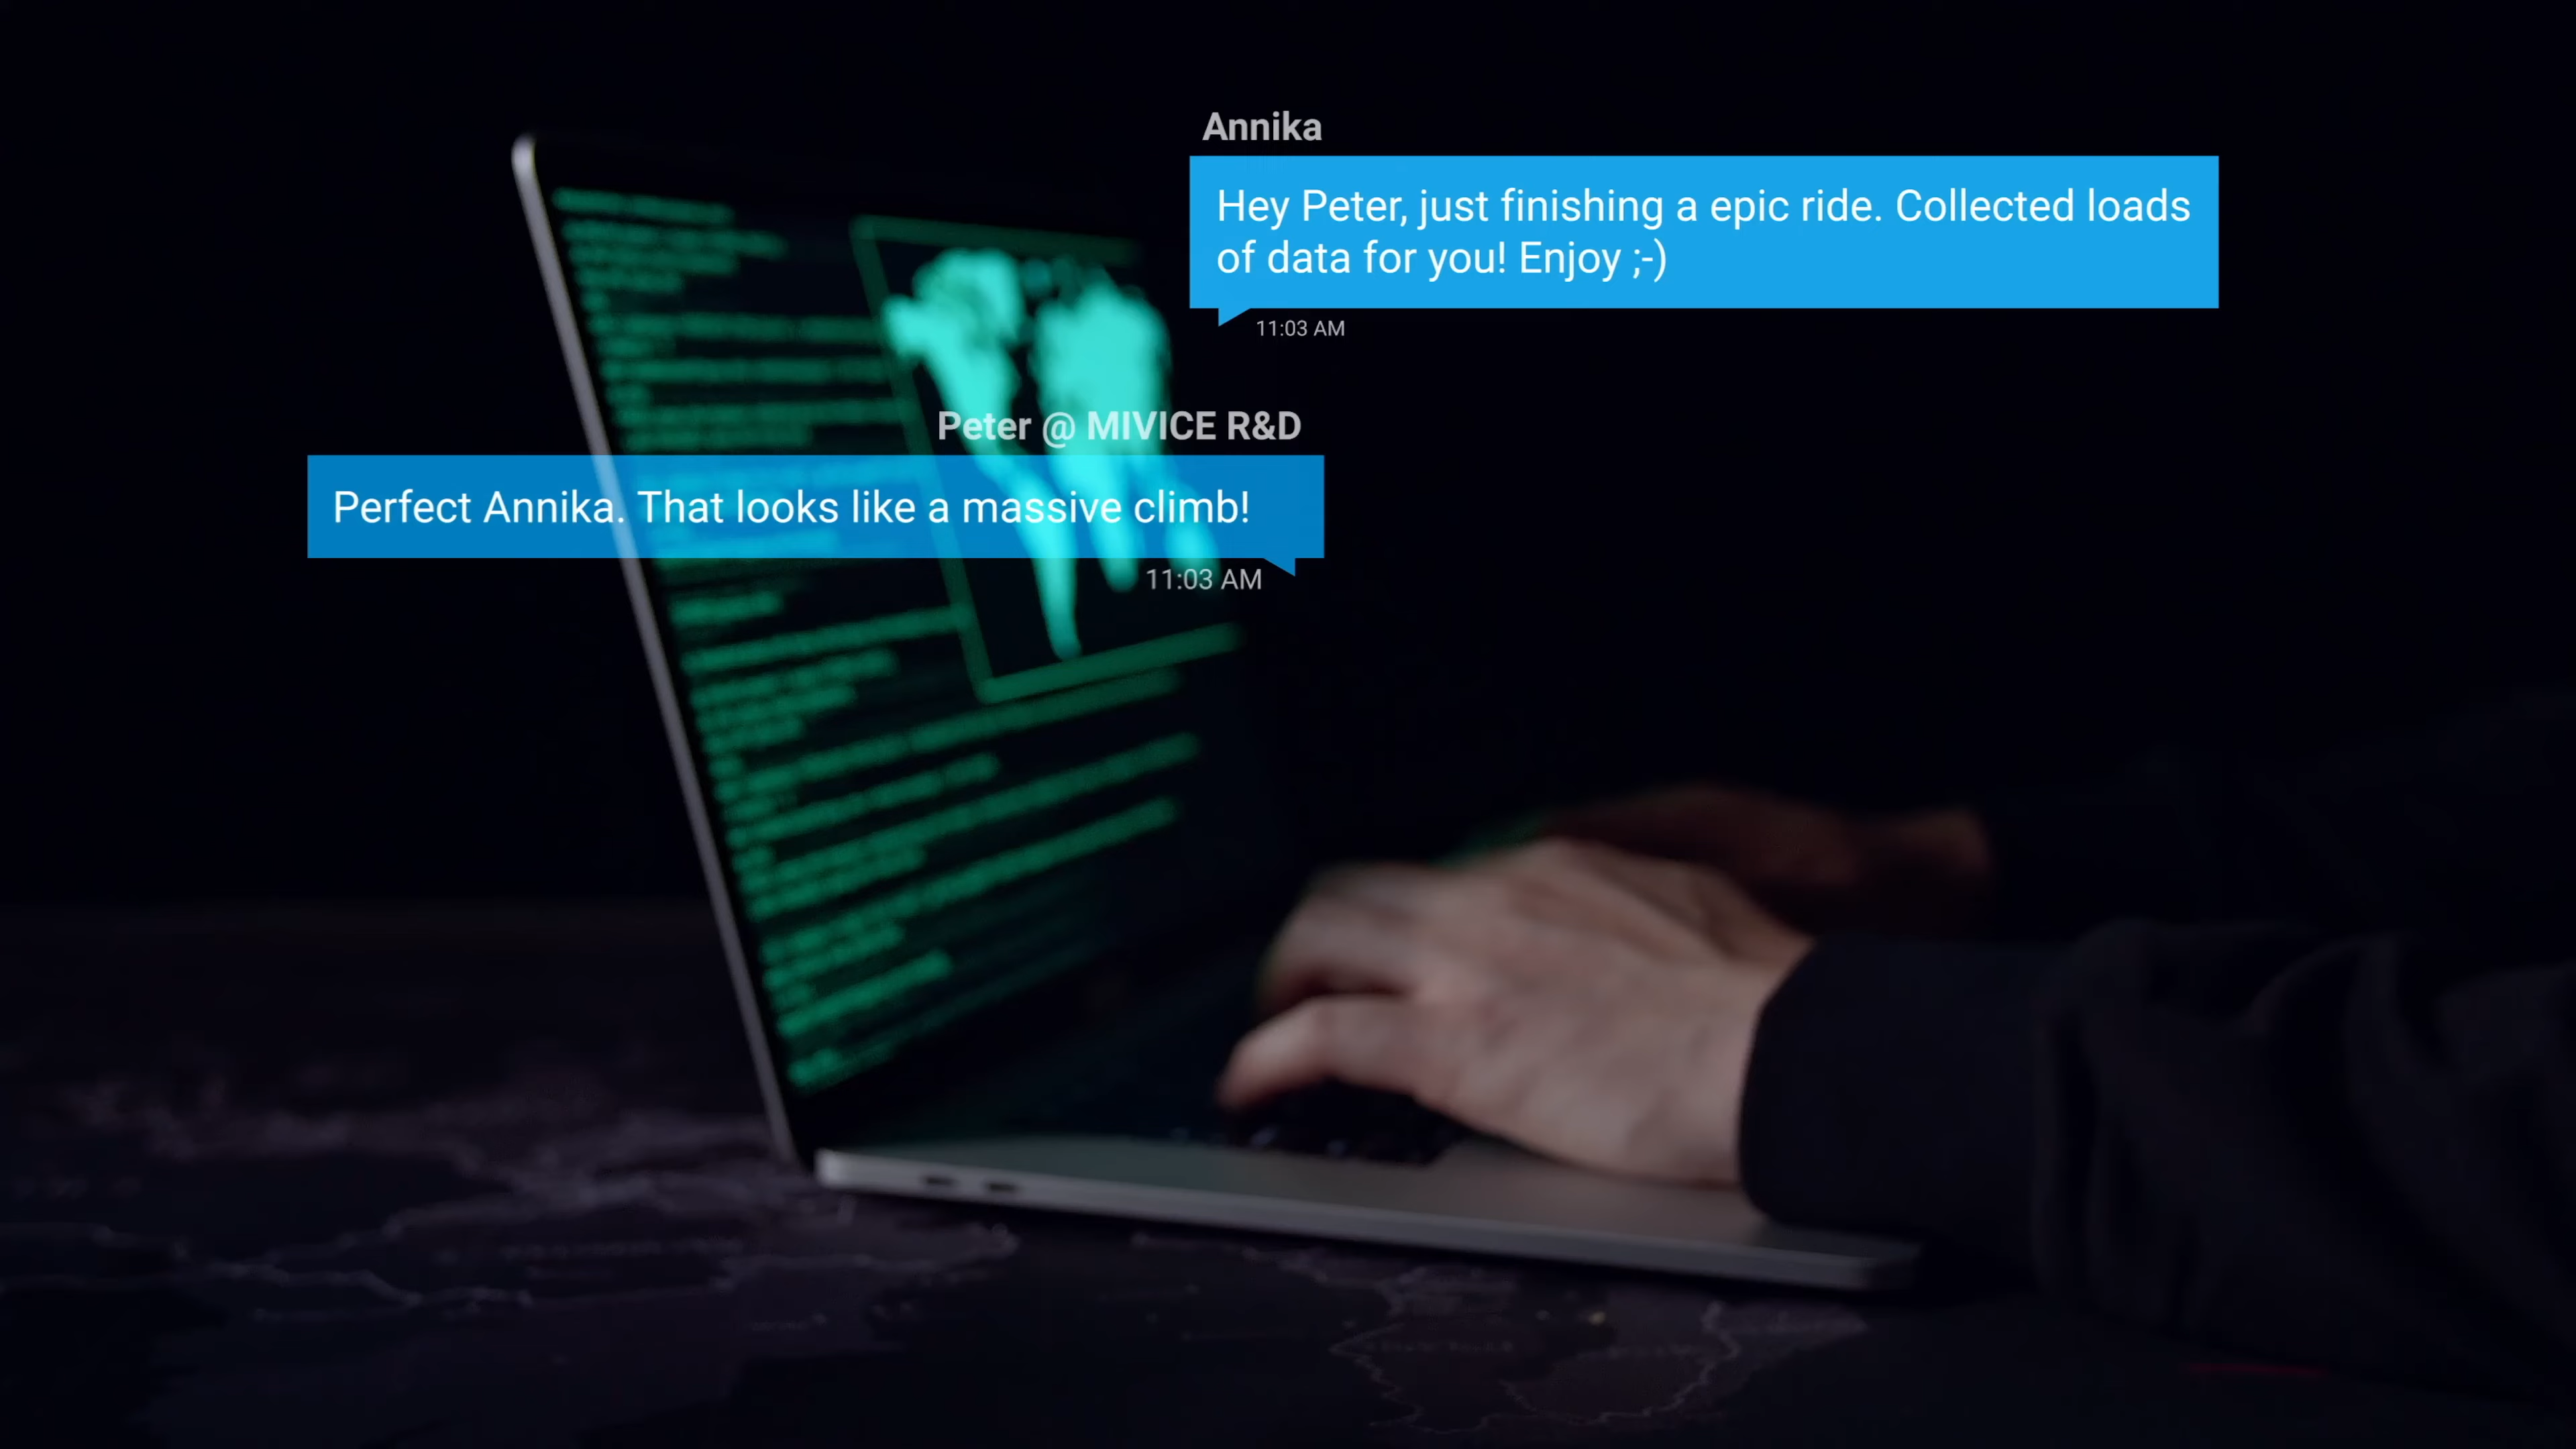 Annika
Hey Peter, just finishing a epic ride. Collected loads
of data for you! Enjoy ;-)
11:03 AM
Peter @ MIVICE R&D
Perfect Annika. That looks like a massive climb!
11:03 AM